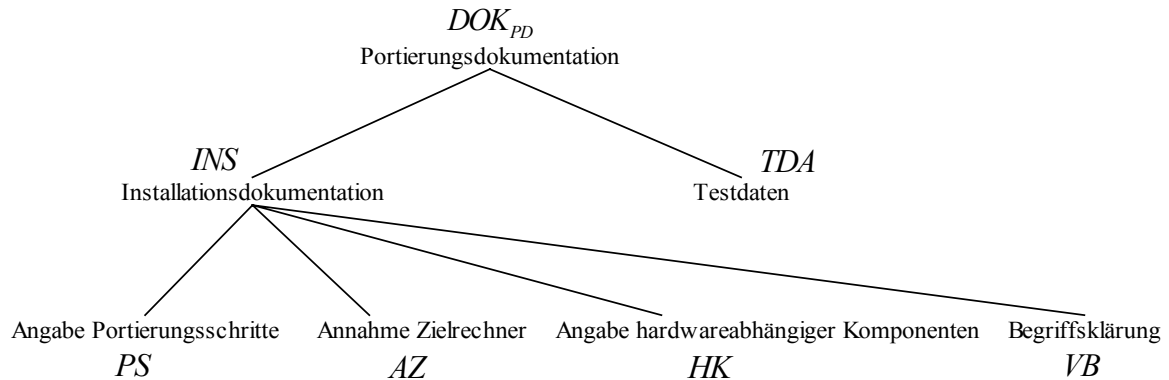 DOK_PD
Portierungsdokumentation
INS TDA
Installationsdokumentation Testdaten
Angabe Portierungsschritte Annahme Zielrechner Angabe hardwareabhängiger Komponenten Begriffsklärung
PS AZ HK VB